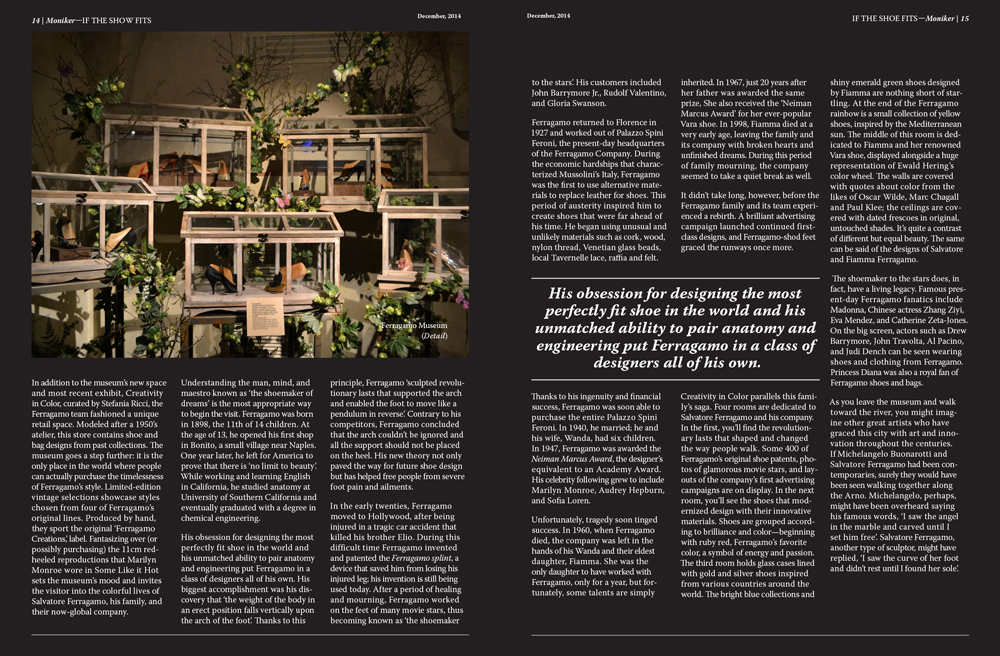 14 | Moniker—IF THE SHOW FITS
December, 2014
Ferragamo Museum
(Detail)
In addition to the museum's new space
and most recent exhibit, Creativity
in Color, curated by Stefania Ricci, the
Ferragamo team fashioned a unique
retail space. Modeled after a 1950's
atelier, this store contains shoe and
bag designs from past collections. The
museum goes a step further: it is the
only place in the world where people
can actually purchase the timelessness
of Ferragamo's style. Limited-edition
vintage selections showcase styles
chosen from four of Ferragamo's
original lines. Produced by hand,
they sport the original 'Ferragamo
Creations,' label. Fantasizing over (or
possibly purchasing) the 11cm red-
heeled reproductions that Marilyn
Monroe wore in Some Like it Hot
sets the museum's mood and invites
the visitor into the colorful lives of
Salvatore Ferragamo, his family, and
their now-global company.
Understanding the man, mind, and
maestro known as 'the shoemaker of
dreams' is the most appropriate way
to begin the visit. Ferragamo was born
in 1898, the 11th of 14 children. At
the age of 13, he opened his first shop
in Bonito, a small village near Naples.
One year later, he left for America to
prove that there is 'no limit to beauty'.
While working and learning English
in California, he studied anatomy at
University of Southern California and
eventually graduated with a degree in
chemical engineering.
His obsession for designing the most
perfectly fit shoe in the world and
his unmatched ability to pair anatomy
and engineering put Ferragamo in a
class of designers all of his own. His
biggest accomplishment was his dis-
covery that 'the weight of the body in
an erect position falls vertically upon
the arch of the foot'. Thanks to this
principle, Ferragamo 'sculpted revolu-
tionary lasts that supported the arch
and enabled the foot to move like a
pendulum in reverse'. Contrary to his
competitors, Ferragamo concluded
that the arch couldn't be ignored and
all the support should not be placed
on the heel. His new theory not only
paved the way for future shoe design
but has helped free people from severe
foot pain and ailments.
In the early twenties, Ferragamo
moved to Hollywood, after being
injured in a tragic car accident that
killed his brother Elio. During this
difficult time Ferragamo invented
and patented the Ferragamo splint, a
device that saved him from losing his
injured leg; his invention is still being
used today. After a period of healing
and mourning, Ferragamo worked
on the feet of many movie stars, thus
becoming known as 'the shoemaker
December, 2014
IF THE SHOE FITS—Moniker | 15
to the stars'. His customers included
John Barrymore Jr., Rudolf Valentino,
and Gloria Swanson.
Ferragamo returned to Florence in
1927 and worked out of Palazzo Spini
Feroni, the present-day headquarters
of the Ferragamo Company. During
the economic hardships that charac-
terized Mussolini's Italy, Ferragamo
was the first to use alternative mate-
rials to replace leather for shoes. This
period of austerity inspired him to
create shoes that were far ahead of
his time. He began using unusual and
unlikely materials such as cork, wood,
nylon thread, Venetian glass beads,
local Tavernelle lace, raffia and felt.
inherited. In 1967, just 20 years after
her father was awarded the same
prize, She also received the 'Neiman
Marcus Award' for her ever-popular
Vara shoe. In 1998, Fiamma died at a
very early age, leaving the family and
its company with broken hearts and
unfinished dreams. During this period
of family mourning, the company
seemed to take a quiet break as well.
It didn't take long, however, before the
Ferragamo family and its team experi-
enced a rebirth. A brilliant advertising
campaign launched continued first-
class designs, and Ferragamo-shod feet
graced the runways once more.
His obsession for designing the most
perfectly fit shoe in the world and his
unmatched ability to pair anatomy and
engineering put Ferragamo in a class of
designers all of his own.
Thanks to his ingenuity and financial
success, Ferragamo was soon able to
purchase the entire Palazzo Spini
Feroni. In 1940, he married; he and
his wife, Wanda, had six children.
In 1947, Ferragamo was awarded the
Neiman Marcus Award, the designer's
equivalent to an Academy Award.
His celebrity following grew to include
Marilyn Monroe, Audrey Hepburn,
and Sofia Loren.
Unfortunately, tragedy soon tinged
success. In 1960, when Ferragamo
died, the company was left in the
hands of his Wanda and their eldest
daughter, Fiamma. She was the
only daughter to have worked with
Ferragamo, only for a year, but for-
tunately, some talents are simply
Creativity in Color parallels this fami-
ly's saga. Four rooms are dedicated to
Salvatore Ferragamo and his company.
In the first, you'll find the revolution-
ary lasts that shaped and changed
the way people walk. Some 400 of
Ferragamo's original shoe patents, pho-
tos of glamorous movie stars, and lay-
outs of the company's first advertising
campaigns are on display. In the next
room, you'll see the shoes that mod-
ernized design with their innovative
materials. Shoes are grouped accord-
ing to brilliance and color—beginning
with ruby red, Ferragamo's favorite
color, a symbol of energy and passion.
The third room holds glass cases lined
with gold and silver shoes inspired
from various countries around the
world. The bright blue collections and
shiny emerald green shoes designed
by Fiamma are nothing short of star-
tling. At the end of the Ferragamo
rainbow is a small collection of yellow
shoes, inspired by the Mediterranean
sun. The middle of this room is ded-
icated to Fiamma and her renowned
Vara shoe, displayed alongside a huge
representation of Ewald Hering's
color wheel. The walls are covered
with quotes about color from the
likes of Oscar Wilde, Marc Chagall
and Paul Klee; the ceilings are cov-
ered with dated frescoes in original,
untouched shades. It's quite a contrast
of different but equal beauty. The same
can be said of the designs of Salvatore
and Fiamma Ferragamo.
The shoemaker to the stars does, in
fact, have a living legacy. Famous pres-
ent-day Ferragamo fanatics include
Madonna, Chinese actress Zhang Ziyi,
Eva Mendez, and Catherine Zeta-Jones.
On the big screen, actors such as Drew
Barrymore, John Travolta, Al Pacino,
and Judi Dench can be seen wearing
shoes and clothing from Ferragamo.
Princess Diana was also a royal fan of
Ferragamo shoes and bags.
As you leave the museum and walk
toward the river, you might imag-
ine other great artists who have
graced this city with art and inno-
vation throughout the centuries.
If Michelangelo Buonarotti and
Salvatore Ferragamo had been con-
temporaries, surely they would have
been seen walking together along
the Arno. Michelangelo, perhaps,
might have been overheard saying
his famous words, 'I saw the angel
in the marble and carved until I
set him free'. Salvatore Ferragamo,
another type of sculptor, might have
replied, 'I saw the curve of her foot
and didn't rest until I found her sole'.